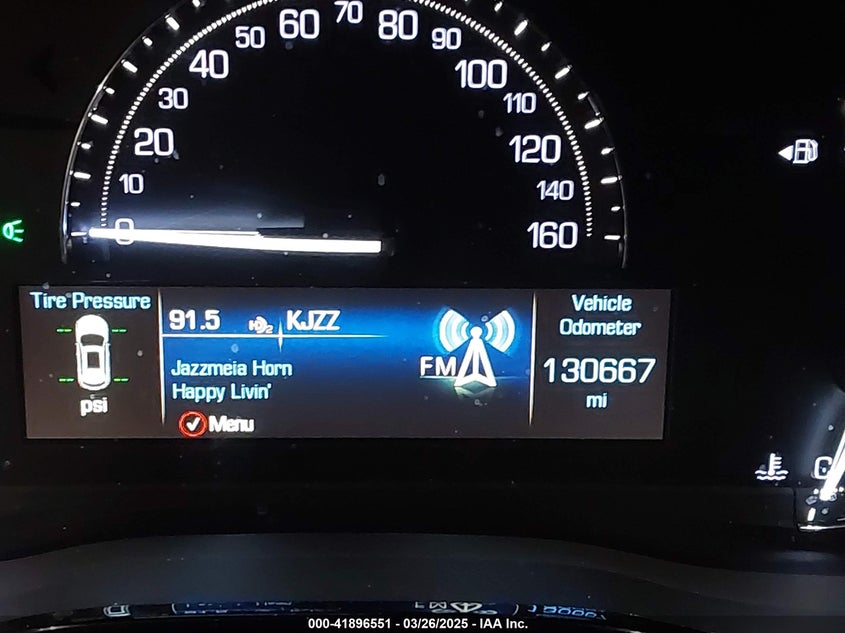 70
60
80
50
90
40
100
30
110
20
120
10
140
0
160
Tire Pressure
psi
91.5 HD2 KJZZ
Jazzmeia Horn
Happy Livin'
Menu
FM
Vehicle
Odometer
130667
mi
C
000-41896551 - 03/26/2025 - IAA Inc.